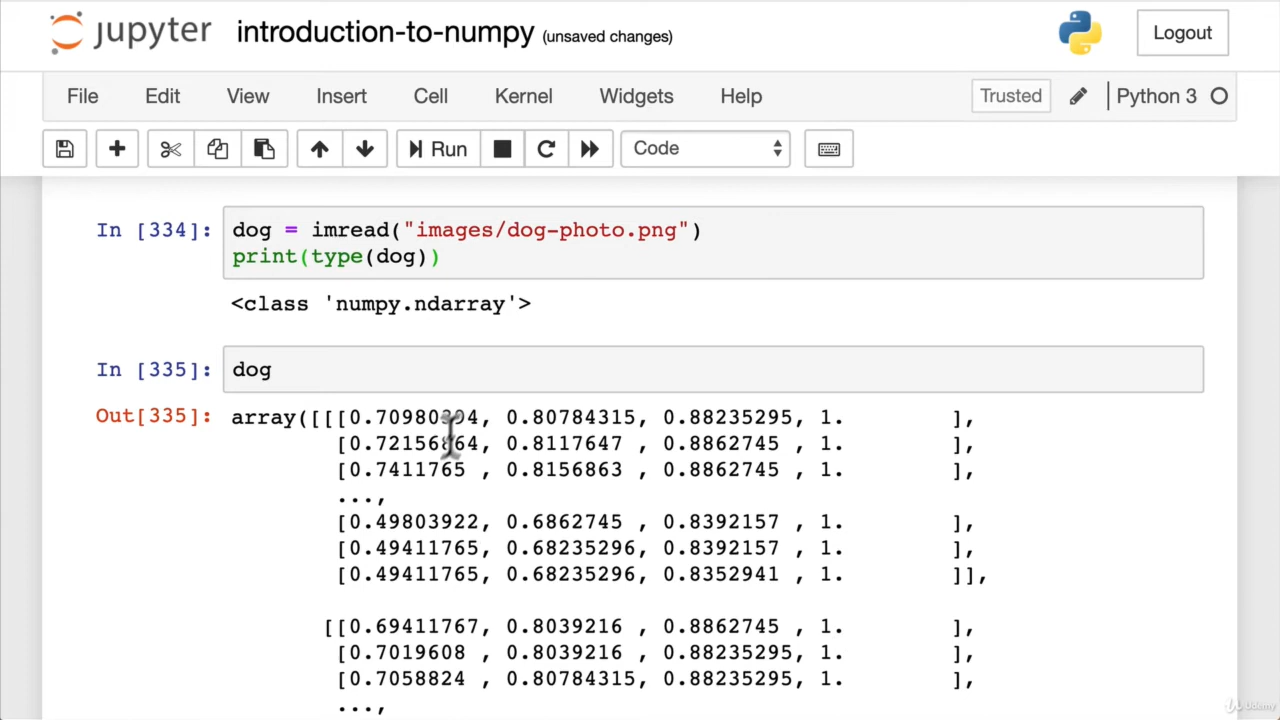 jupyter introduction-to-numpy (unsaved changes) Logout
File Edit View Insert Cell Kernel Widgets Help Trusted Python 3
Run Code
In [334]: dog = imread("images/dog-photo.png")
print(type(dog))
<class 'numpy.ndarray'>
In [335]: dog
Out[335]: array([[[0.70980394, 0.80784315, 0.88235295, 1. ],
[0.72156864, 0.8117647 , 0.8862745 , 1. ],
[0.7411765 , 0.8156863 , 0.8862745 , 1. ],
...,
[0.49803922, 0.6862745 , 0.8392157 , 1. ],
[0.49411765, 0.68235296, 0.8392157 , 1. ],
[0.49411765, 0.68235296, 0.8352941 , 1. ]],
[[0.69411767, 0.8039216 , 0.8862745 , 1. ],
[0.7019608 , 0.8039216 , 0.88235295, 1. ],
[0.7058824 , 0.80784315, 0.88235295, 1. ],
...,
Udemy